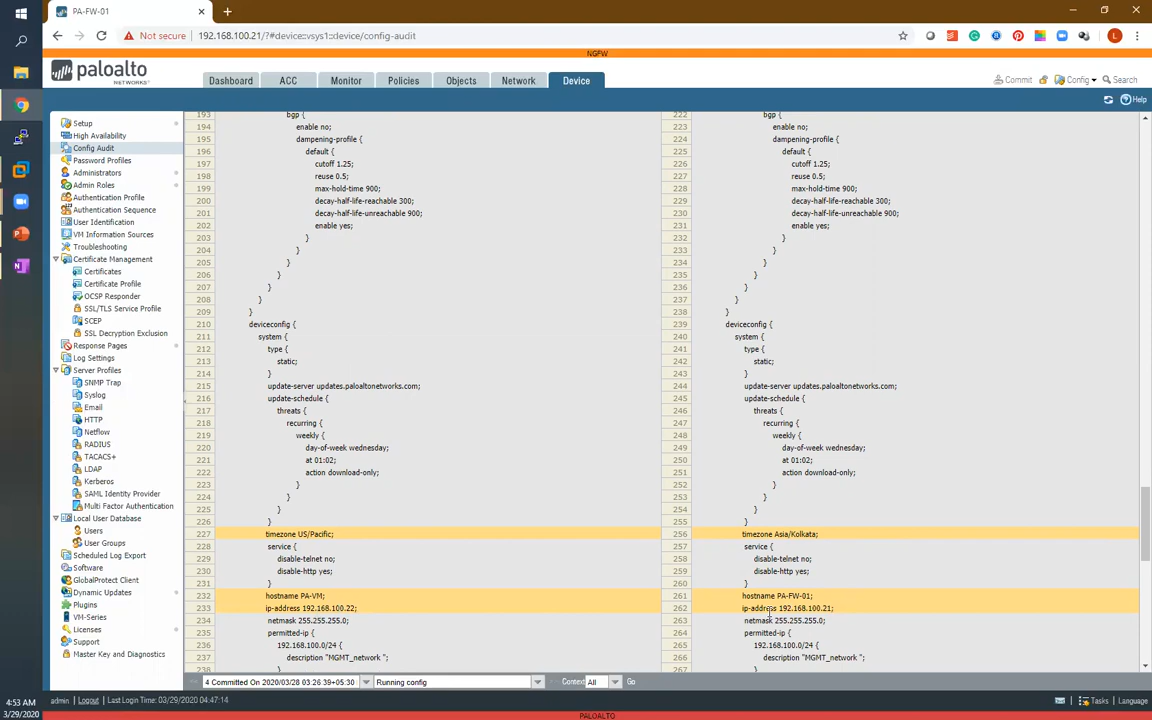 PA-FW-01
Not secure 192.168.100.21/?#device::vsys1::device/config-audit
L
NGFW
paloalto
NETWORKS
Dashboard ACC Monitor Policies Objects Network Device
Commit Config Search
Help
Setup
High Availability
Config Audit
Password Profiles
Administrators
Admin Roles
Authentication Profile
Authentication Sequence
User Identification
VM Information Sources
Troubleshooting
Certificate Management
Certificates
Certificate Profile
OCSP Responder
SSL/TLS Service Profile
SCEP
SSL Decryption Exclusion
Response Pages
Log Settings
Server Profiles
SNMP Trap
Syslog
Email
HTTP
Netflow
RADIUS
TACACS+
LDAP
Kerberos
SAML Identity Provider
Multi Factor Authentication
Local User Database
Users
User Groups
Scheduled Log Export
Software
GlobalProtect Client
Dynamic Updates
Plugins
VM-Series
Licenses
Support
Master Key and Diagnostics
193 bgp { 222 bgp {
194 enable no; 223 enable no;
195 dampening-profile { 224 dampening-profile {
196 default { 225 default {
197 cutoff 1.25; 226 cutoff 1.25;
198 reuse 0.5; 227 reuse 0.5;
199 max-hold-time 900; 228 max-hold-time 900;
200 decay-half-life-reachable 300; 229 decay-half-life-reachable 300;
201 decay-half-life-unreachable 900; 230 decay-half-life-unreachable 900;
202 enable yes; 231 enable yes;
203 } 232 }
204 } 233 }
205 } 234 }
206 } 235 }
207 } 236 }
208 } 237 }
209 } 238 }
210 deviceconfig { 239 deviceconfig {
211 system { 240 system {
212 type { 241 type {
213 static; 242 static;
214 } 243 }
215 update-server updates.paloaltonetworks.com; 244 update-server updates.paloaltonetworks.com;
216 update-schedule { 245 update-schedule {
217 threats { 246 threats {
218 recurring { 247 recurring {
219 weekly { 248 weekly {
220 day-of-week wednesday; 249 day-of-week wednesday;
221 at 01:02; 250 at 01:02;
222 action download-only; 251 action download-only;
223 } 252 }
224 } 253 }
225 } 254 }
226 } 255 }
227 timezone US/Pacific; 256 timezone Asia/Kolkata;
228 service { 257 service {
229 disable-telnet no; 258 disable-telnet no;
230 disable-http yes; 259 disable-http yes;
231 } 260 }
232 hostname PA-VM; 261 hostname PA-FW-01;
233 ip-address 192.168.100.22; 262 ip-address 192.168.100.21;
234 netmask 255.255.255.0; 263 netmask 255.255.255.0;
235 permitted-ip { 264 permitted-ip {
236 192.168.100.0/24 { 265 192.168.100.0/24 {
237 description "MGMT_network "; 266 description "MGMT_network ";
238 } 267 }
4 Committed On 2020/03/28 03:26 39+05:30 Running config Context All Go
admin Logout Last Login Time: 03/29/2020 04:47:14 Tasks Language
PALOALTO
4:53 AM
3/29/2020